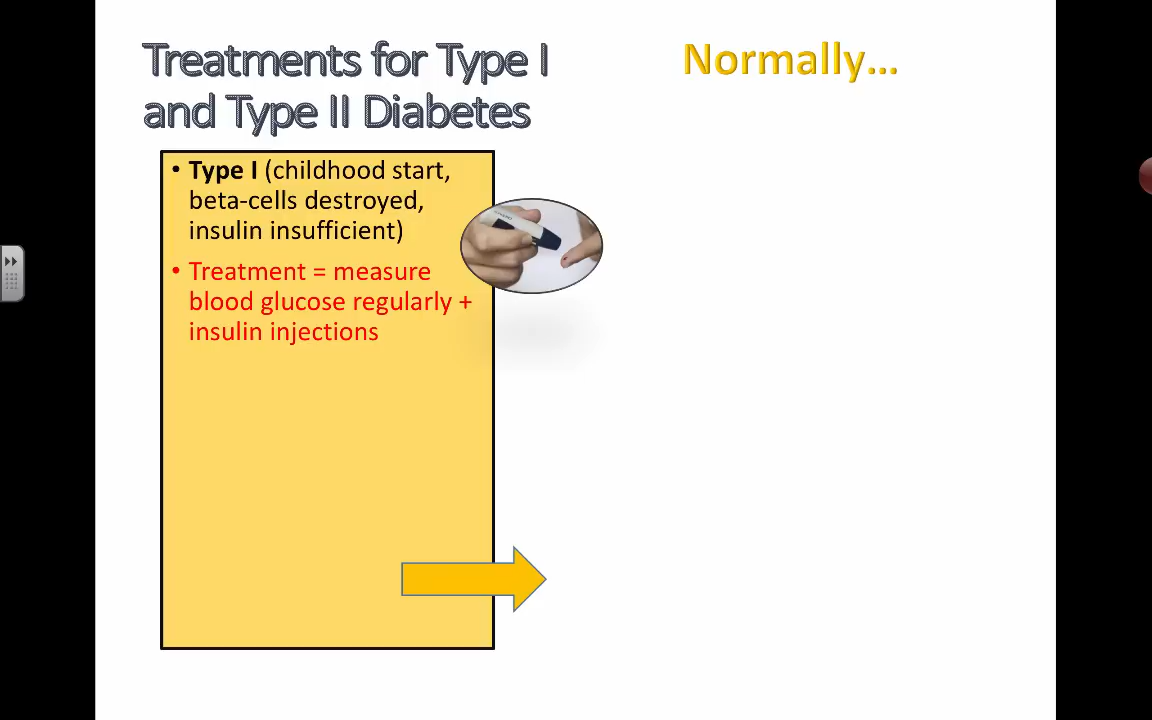 Treatments for Type I
and Type II Diabetes
Normally...
• Type I (childhood start,
beta-cells destroyed,
insulin insufficient)
• Treatment = measure
blood glucose regularly +
insulin injections